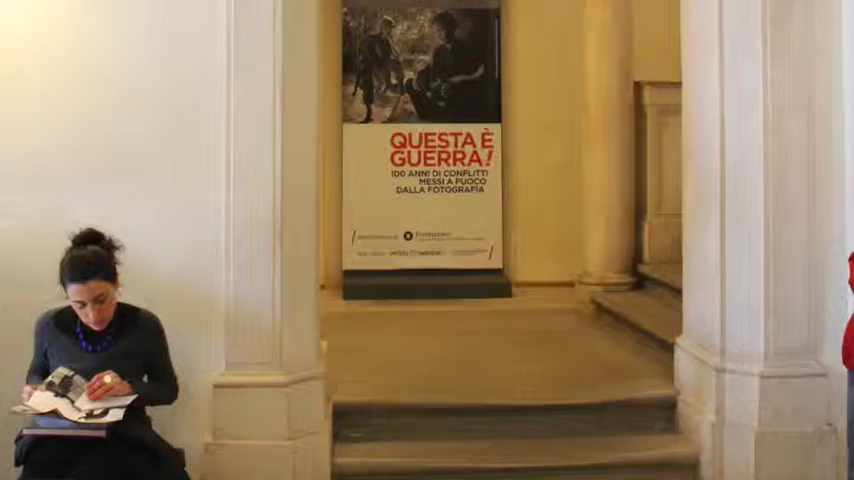 QUESTA È
GUERRA!
100 ANNI DI CONFLITTI
MESSI A FUOCO
DALLA FOTOGRAFIA